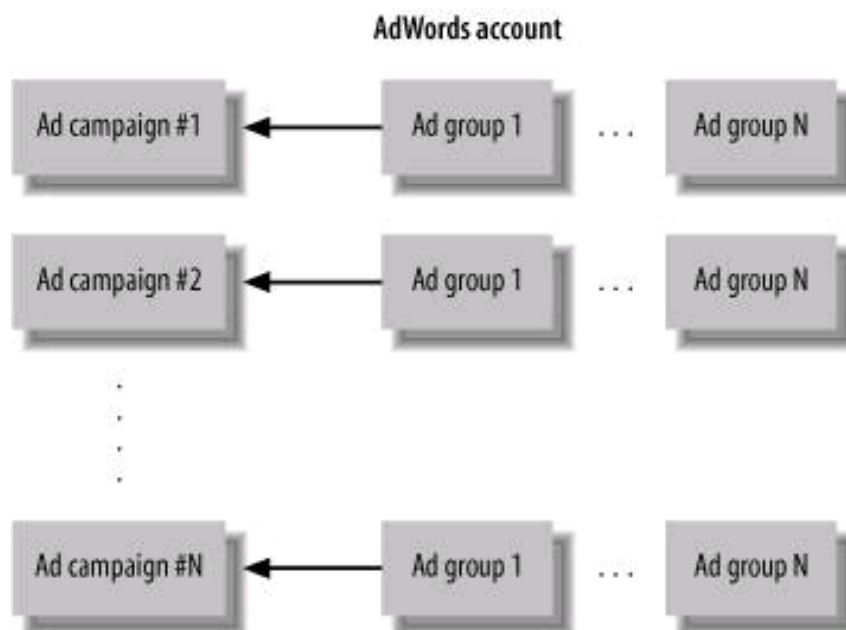 AdWords account
Ad campaign #1
Ad group 1
. . .
Ad group N
Ad campaign #2
Ad group 1
. . .
Ad group N
Ad campaign #N
Ad group 1
. . .
Ad group N